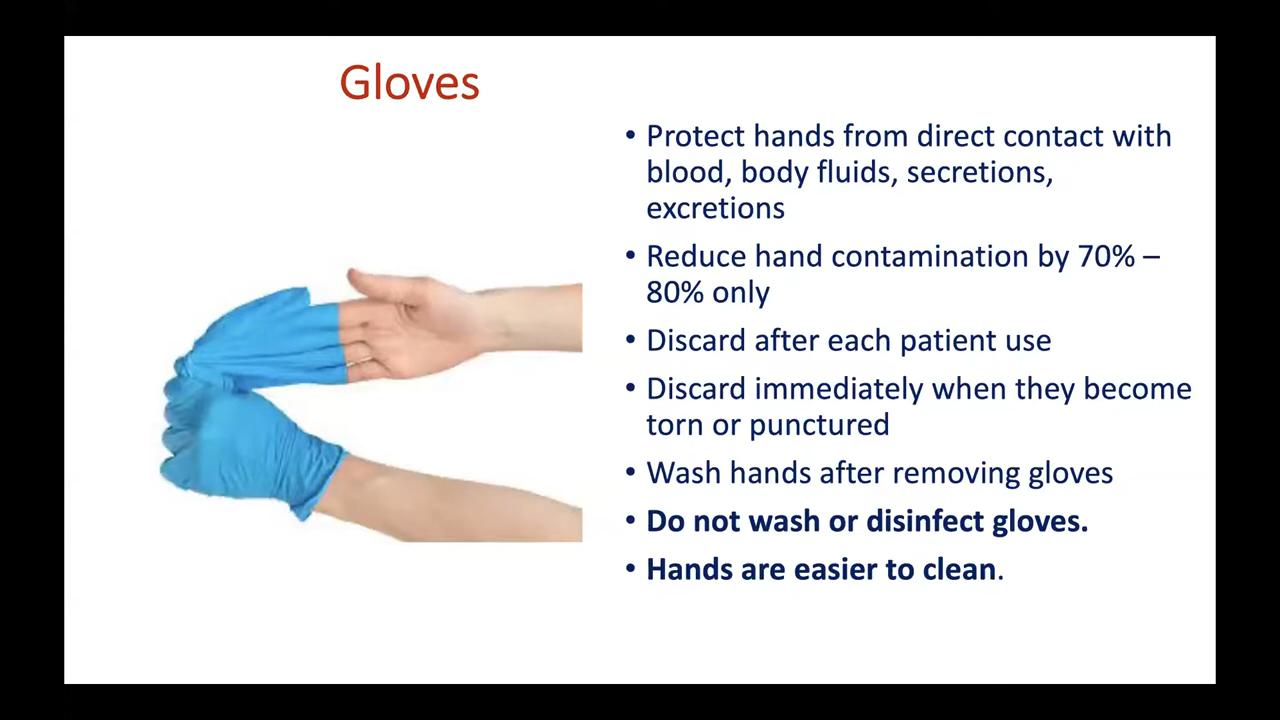 Gloves
• Protect hands from direct contact with
blood, body fluids, secretions,
excretions
• Reduce hand contamination by 70% –
80% only
• Discard after each patient use
• Discard immediately when they become
torn or punctured
• Wash hands after removing gloves
• Do not wash or disinfect gloves.
• Hands are easier to clean.